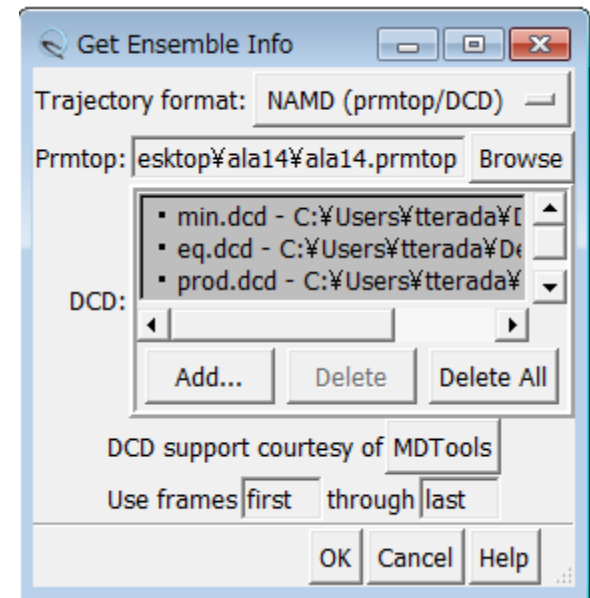 Get Ensemble Info
Trajectory format: NAMD (prmtop/DCD)
Prmtop: esktop¥ala14¥ala14.prmtop Browse
▪ min.dcd - C:¥Users¥tterada¥D
▪ eq.dcd - C:¥Users¥tterada¥De
▪ prod.dcd - C:¥Users¥tterada¥
DCD:
Add... Delete Delete All
DCD support courtesy of MDTools
Use frames first through last
OK Cancel Help